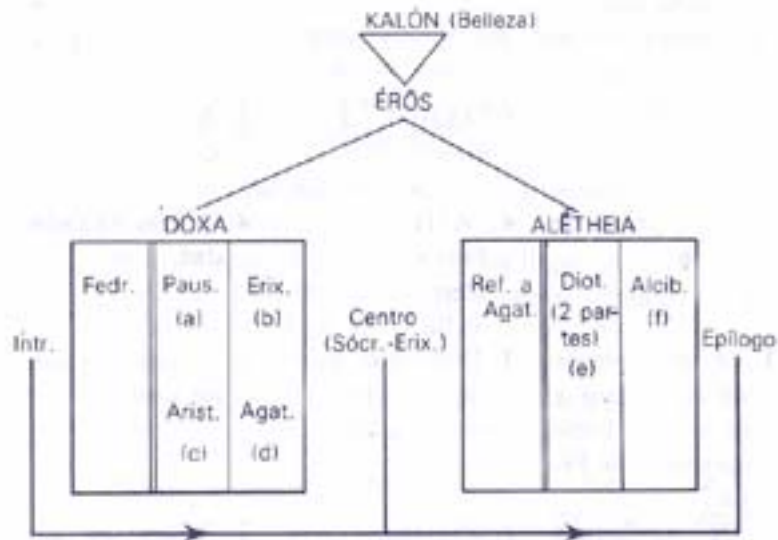 KALÓN (Belleza)
ÉRŌS
DÓXA
ALÉTHEIA
Fedr.
Paus.
(a)
Erix.
(b)
Arist.
(c)
Agat.
(d)
Intr.
Centro
(Sócr.-Erix.)
Ref. a
Agat.
Diot.
(2 par-
tes)
(e)
Alcib.
(f)
Epílogo